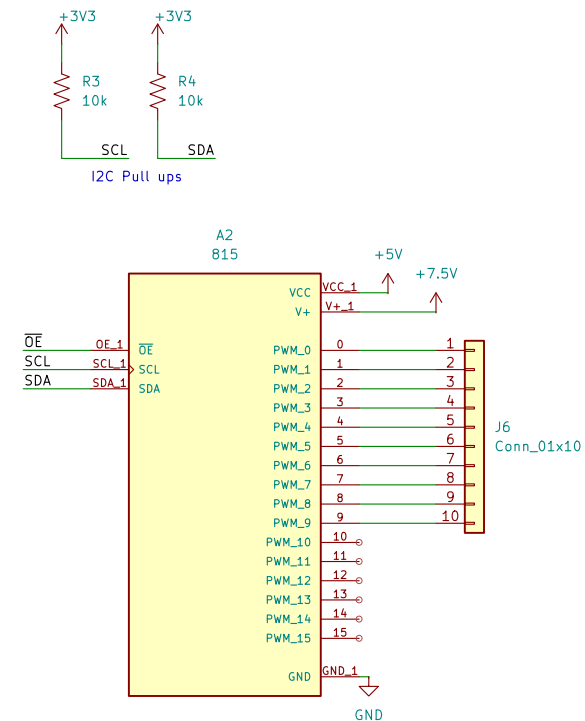 +3V3 +3V3
R3 R4
10k 10k
SCL SDA
I2C Pull ups
A2
815
+5V
+7.5V
VCC VCC_1
V+ V+_1
OE
OE_1 OE
SCL SCL_1 SCL
SDA SDA_1 SDA
PWM_0 0 1
PWM_1 1 2
PWM_2 2 3
PWM_3 3 4
PWM_4 4 5
PWM_5 5 6
PWM_6 6 7
PWM_7 7 8
PWM_8 8 9
PWM_9 9 10
J6
Conn_01x10
PWM_10 10
PWM_11 11
PWM_12 12
PWM_13 13
PWM_14 14
PWM_15 15
GND GND_1
GND